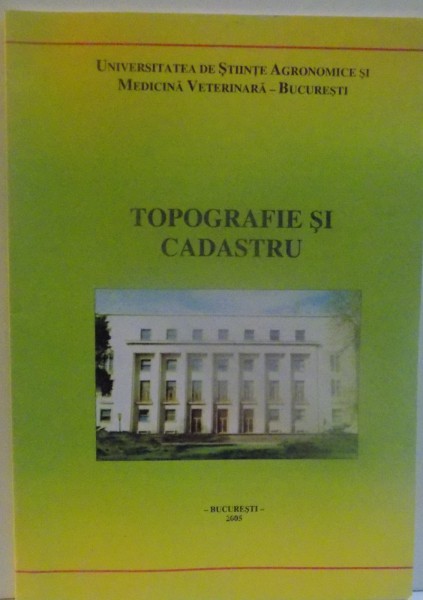 UNIVERSITATEA DE ŞTIINŢE AGRONOMICE ŞI
MEDICINĂ VETERINARĂ – BUCUREŞTI
TOPOGRAFIE ŞI
CADASTRU
– BUCUREŞTI –
2005